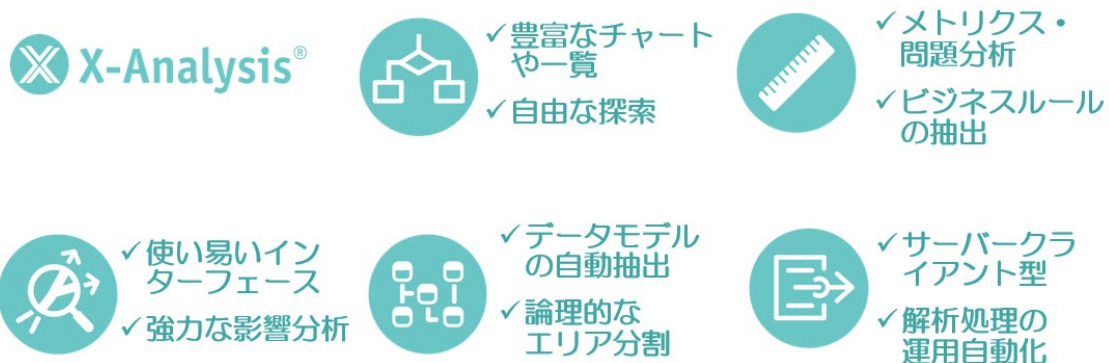 X-Analysis®
✓豊富なチャート
や一覧
✓自由な探索
✓メトリクス・
問題分析
✓ビジネスルール
の抽出
✓使い易いイン
ターフェース
✓強力な影響分析
✓データモデル
の自動抽出
✓論理的な
エリア分割
✓サーバークラ
イアント型
✓解析処理の
運用自動化